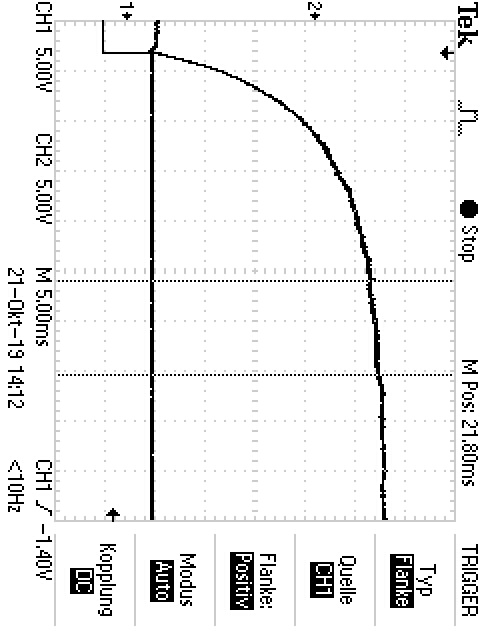 Tek
Stop
M Pos: 21.80ms
TRIGGER
Typ
Flanke
Quelle
CH1
Flanke:
Positiv
Modus
Auto
Kopplung
DC
2
1
CH1 5.00V CH2 5.00V M 5.00ms CH1 / -1.40V
21-Okt-19 14:12 <10Hz